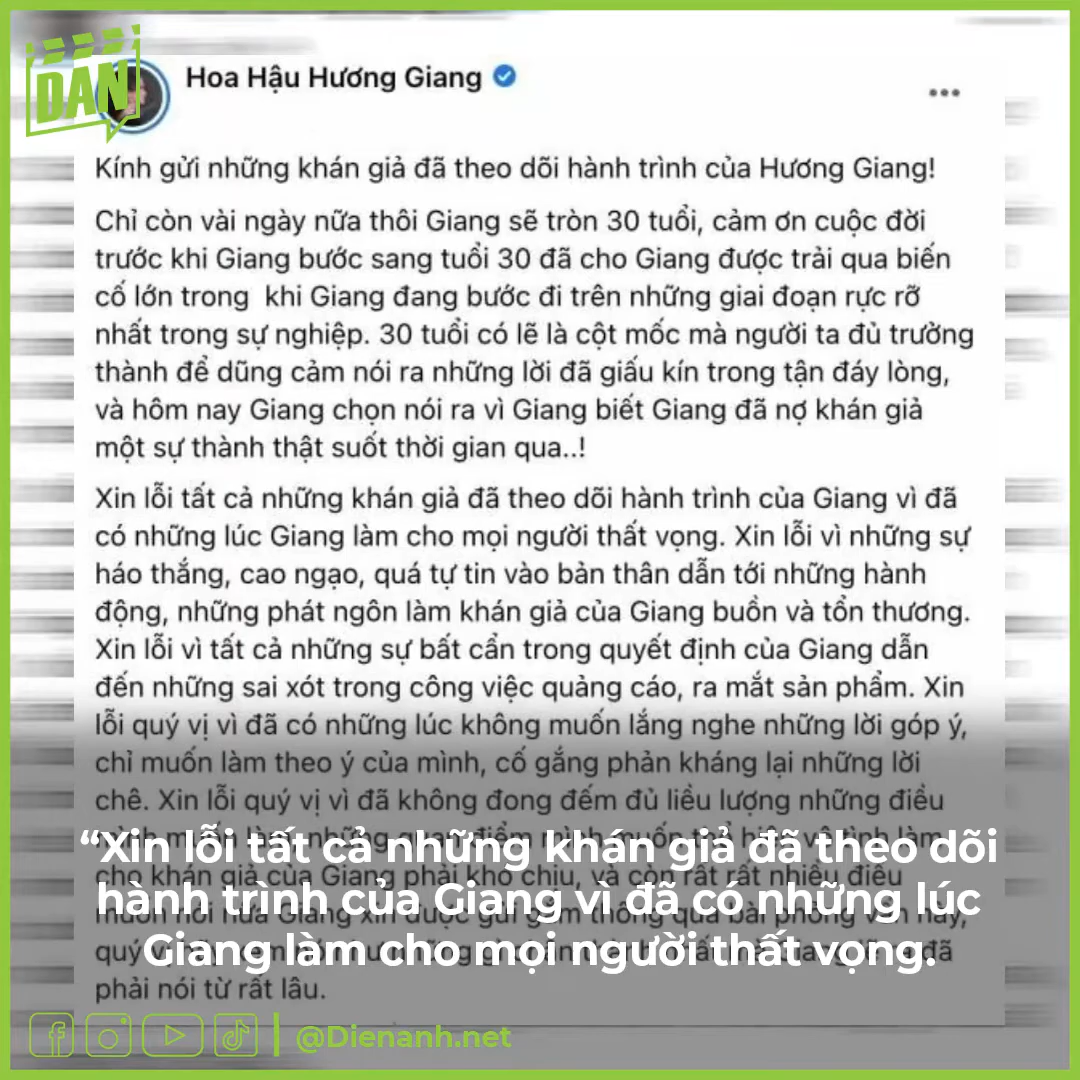 DAN
Hoa Hậu Hương Giang
Kính gửi những khán giả đã theo dõi hành trình của Hương Giang!
Chỉ còn vài ngày nữa thôi Giang sẽ tròn 30 tuổi, cảm ơn cuộc đời
trước khi Giang bước sang tuổi 30 đã cho Giang được trải qua biến
cố lớn trong khi Giang đang bước đi trên những giai đoạn rực rỡ
nhất trong sự nghiệp. 30 tuổi có lẽ là cột mốc mà người ta đủ trưởng
thành để dũng cảm nói ra những lời đã giấu kín trong tận đáy lòng,
và hôm nay Giang chọn nói ra vì Giang biết Giang đã nợ khán giả
một sự thành thật suốt thời gian qua..!
Xin lỗi tất cả những khán giả đã theo dõi hành trình của Giang vì đã
có những lúc Giang làm cho mọi người thất vọng. Xin lỗi vì những sự
háo thắng, cao ngạo, quá tự tin vào bản thân dẫn tới những hành
động, những phát ngôn làm khán giả của Giang buồn và tổn thương.
Xin lỗi vì tất cả những sự bất cẩn trong quyết định của Giang dẫn
đến những sai xót trong công việc quảng cáo, ra mắt sản phẩm. Xin
lỗi quý vị vì đã có những lúc không muốn lắng nghe những lời góp ý,
chỉ muốn làm theo ý của mình, cố gắng phản kháng lại những lời
chê. Xin lỗi quý vị vì đã không đong đếm đủ liều lượng những điều
“Xin lỗi tất cả những khán giả đã theo dõi
cho khán giả của Giang phải khó chịu, và còn rất rất nhiều điều
hành trình của Giang vì đã có những lúc
Giang làm cho mọi người thất vọng.
phải nói từ rất lâu.
@Dienanh.net